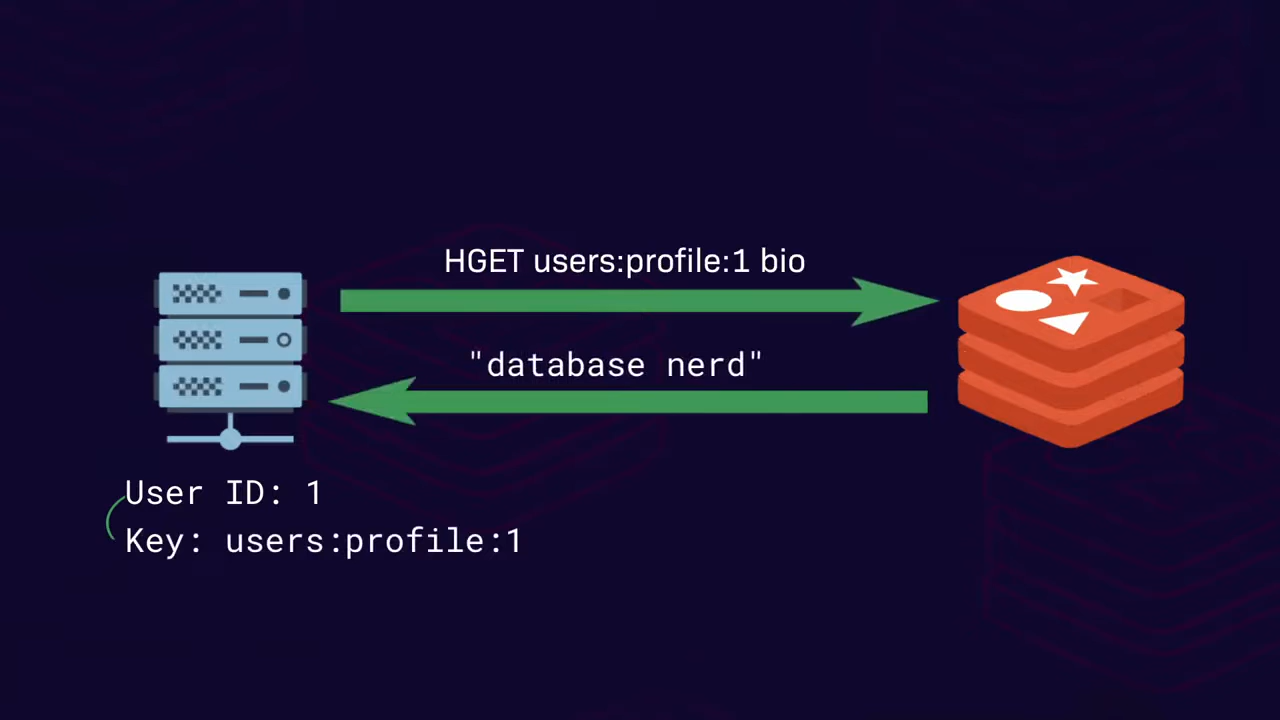 HGET users:profile:1 bio
"database nerd"
User ID: 1
Key: users:profile:1